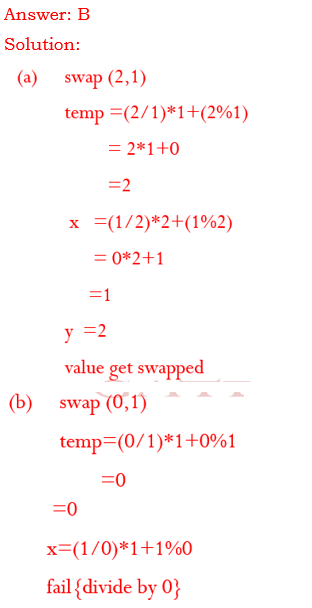 Answer: B
Solution:
(a) swap (2,1)
temp =(2/1)*1+(2%1)
= 2*1+0
=2
x =(1/2)*2+(1%2)
= 0*2+1
=1
y =2
value get swapped
(b) swap (0,1)
temp=(0/1)*1+0%1
=0
=0
x=(1/0)*1+1%0
fail{divide by 0}